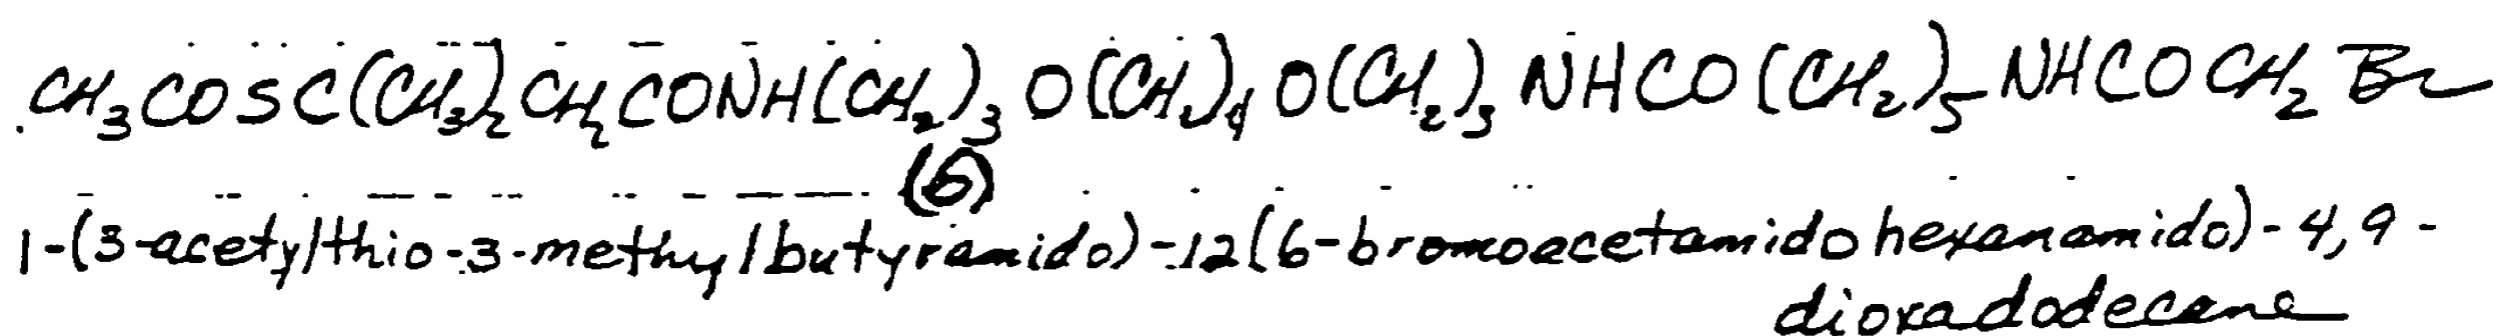 CH₃COSC(CH₃)₂CH₂CONH(CH₂)₃O(CH₂)₄O(CH₂)₃NHCO(CH₂)₅NHCOCH₂Br
(6)
1-(3-acetylthio-3-methylbutyramido)-12(6-bromoacetamidohexanamido)-4,9-
dioxadodecane